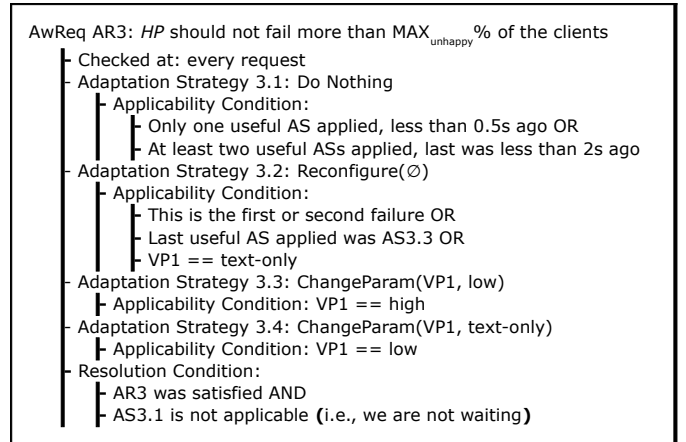 AwReq AR3: HP should not fail more than MAX_unhappy% of the clients
- Checked at: every request
- Adaptation Strategy 3.1: Do Nothing
- Applicability Condition:
- Only one useful AS applied, less than 0.5s ago OR
- At least two useful ASs applied, last was less than 2s ago
- Adaptation Strategy 3.2: Reconfigure(∅)
- Applicability Condition:
- This is the first or second failure OR
- Last useful AS applied was AS3.3 OR
- VP1 == text-only
- Adaptation Strategy 3.3: ChangeParam(VP1, low)
- Applicability Condition: VP1 == high
- Adaptation Strategy 3.4: ChangeParam(VP1, text-only)
- Applicability Condition: VP1 == low
- Resolution Condition:
- AR3 was satisfied AND
- AS3.1 is not applicable (i.e., we are not waiting)